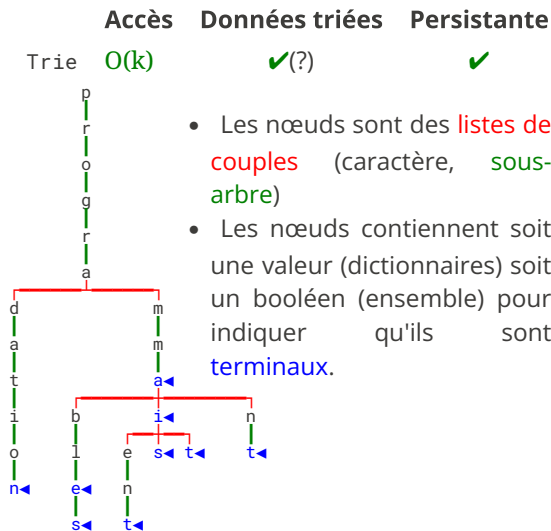 Accès Données triées Persistante
Trie O(k) ✔(?) ✔
p
r
o
g
r
a
d m
a m
t a◀
i b i◀ n
o l e s◀ t◀ t◀
n◀ e◀ n
s◀ t◀
• Les nœuds sont des listes de
couples (caractère, sous-
arbre)
• Les nœuds contiennent soit
une valeur (dictionnaires) soit
un booléen (ensemble) pour
indiquer qu'ils sont
terminaux.